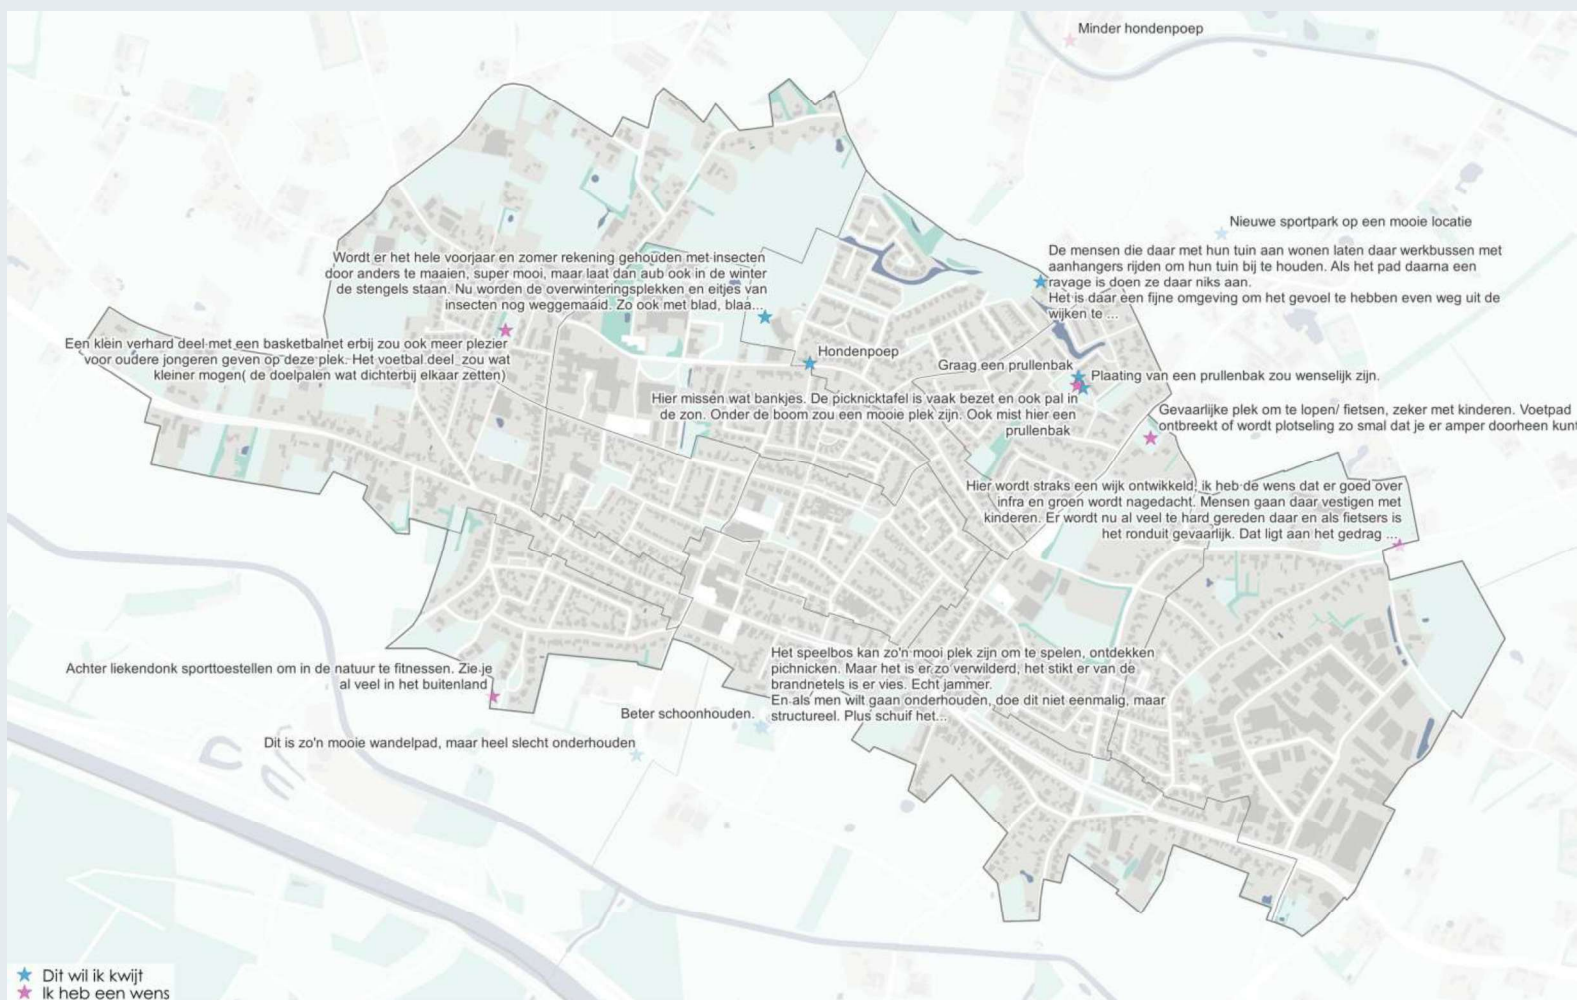 Minder hondenpoep
Nieuwe sportpark op een mooie locatie
De mensen die daar met hun tuin aan wonen laten daar werkbussen met
aanhangers rijden om hun tuin bij te houden. Als het pad daarna een
ravage is doen ze daar niks aan.
Het is daar een fijne omgeving om het gevoel te hebben even weg uit de
wijken te ...
Wordt er het hele voorjaar en zomer rekening gehouden met insecten
door anders te maaien, super mooi, maar laat dan aub ook in de winter
de stengels staan. Nu worden de overwinteringsplekken en eitjes van
insecten nog weggemaaid. Zo ook met blad, blaa...
Een klein verhard deel met een basketbalnet erbij zou ook meer plezier
voor oudere jongeren geven op deze plek. Het voetbal deel zou wat
kleiner mogen( de doelpalen wat dichterbij elkaar zetten)
Hondenpoep
Graag een prullenbak
Plaating van een prullenbak zou wenselijk zijn.
Hier missen wat bankjes. De picknicktafel is vaak bezet en ook pal in
de zon. Onder de boom zou een mooie plek zijn. Ook mist hier een
prullenbak
Gevaarlijke plek om te lopen/ fietsen, zeker met kinderen. Voetpad
ontbreekt of wordt plotseling zo smal dat je er amper doorheen kunt
Hier wordt straks een wijk ontwikkeld, ik heb de wens dat er goed over
infra en groen wordt nagedacht. Mensen gaan daar vestigen met
kinderen. Er wordt nu al veel te hard gereden daar en als fietsers is
het ronduit gevaarlijk. Dat ligt aan het gedrag ...
Het speelbos kan zo'n mooi plek zijn om te spelen, ontdekken
pichnicken. Maar het is er zo verwilderd, het stikt er van de
brandnetels is er vies. Echt jammer.
En als men wilt gaan onderhouden, doe dit niet eenmalig, maar
structureel. Plus schuif het...
Achter liekendonk sporttoestellen om in de natuur te fitnessen. Zie je
al veel in het buitenland
Beter schoonhouden.
Dit is zo'n mooie wandelpad, maar heel slecht onderhouden
Dit wil ik kwijt
Ik heb een wens